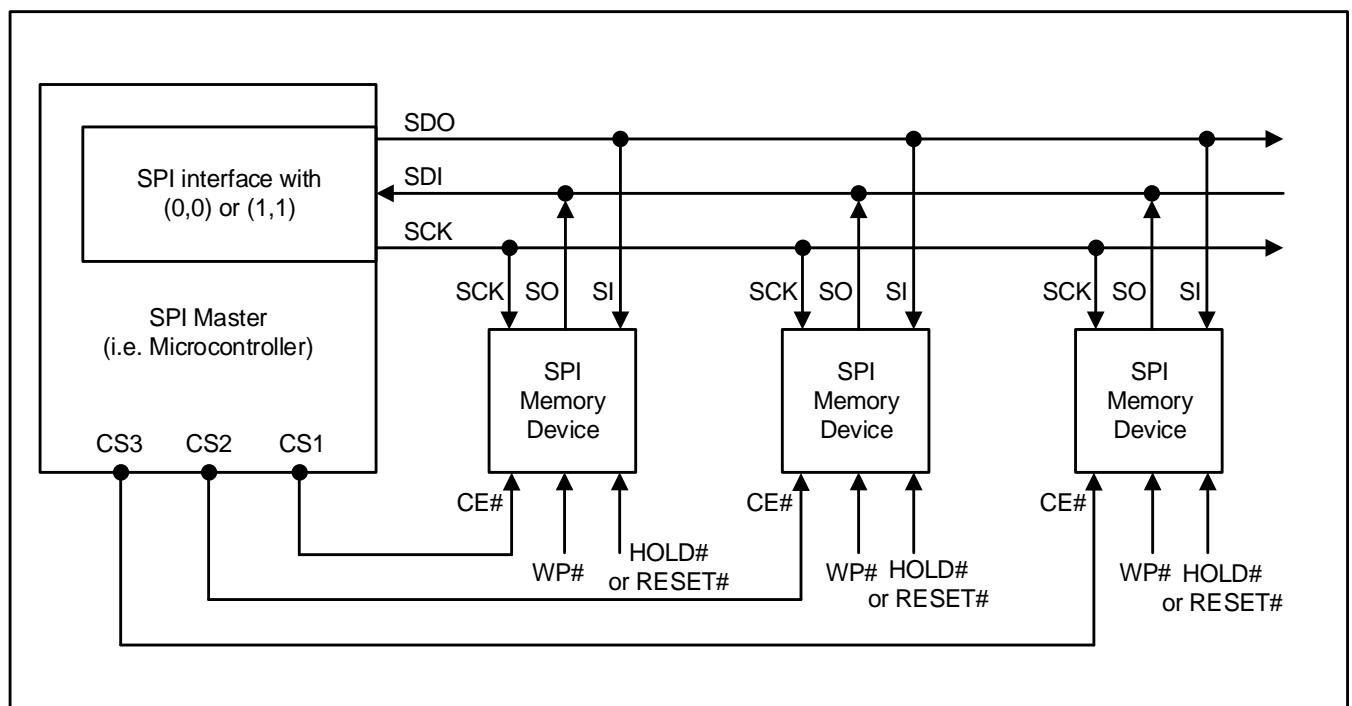 SDO
SPI interface with
(0,0) or (1,1)
SDI
SCK
SPI Master
(i.e. Microcontroller)
SCK
SO
SI
SCK
SO
SI
SCK
SO
SI
SPI
Memory
Device
SPI
Memory
Device
SPI
Memory
Device
CS3
CS2
CS1
CE#
WP#
HOLD#
or RESET#
CE#
WP#
HOLD#
or RESET#
CE#
WP#
HOLD#
or RESET#